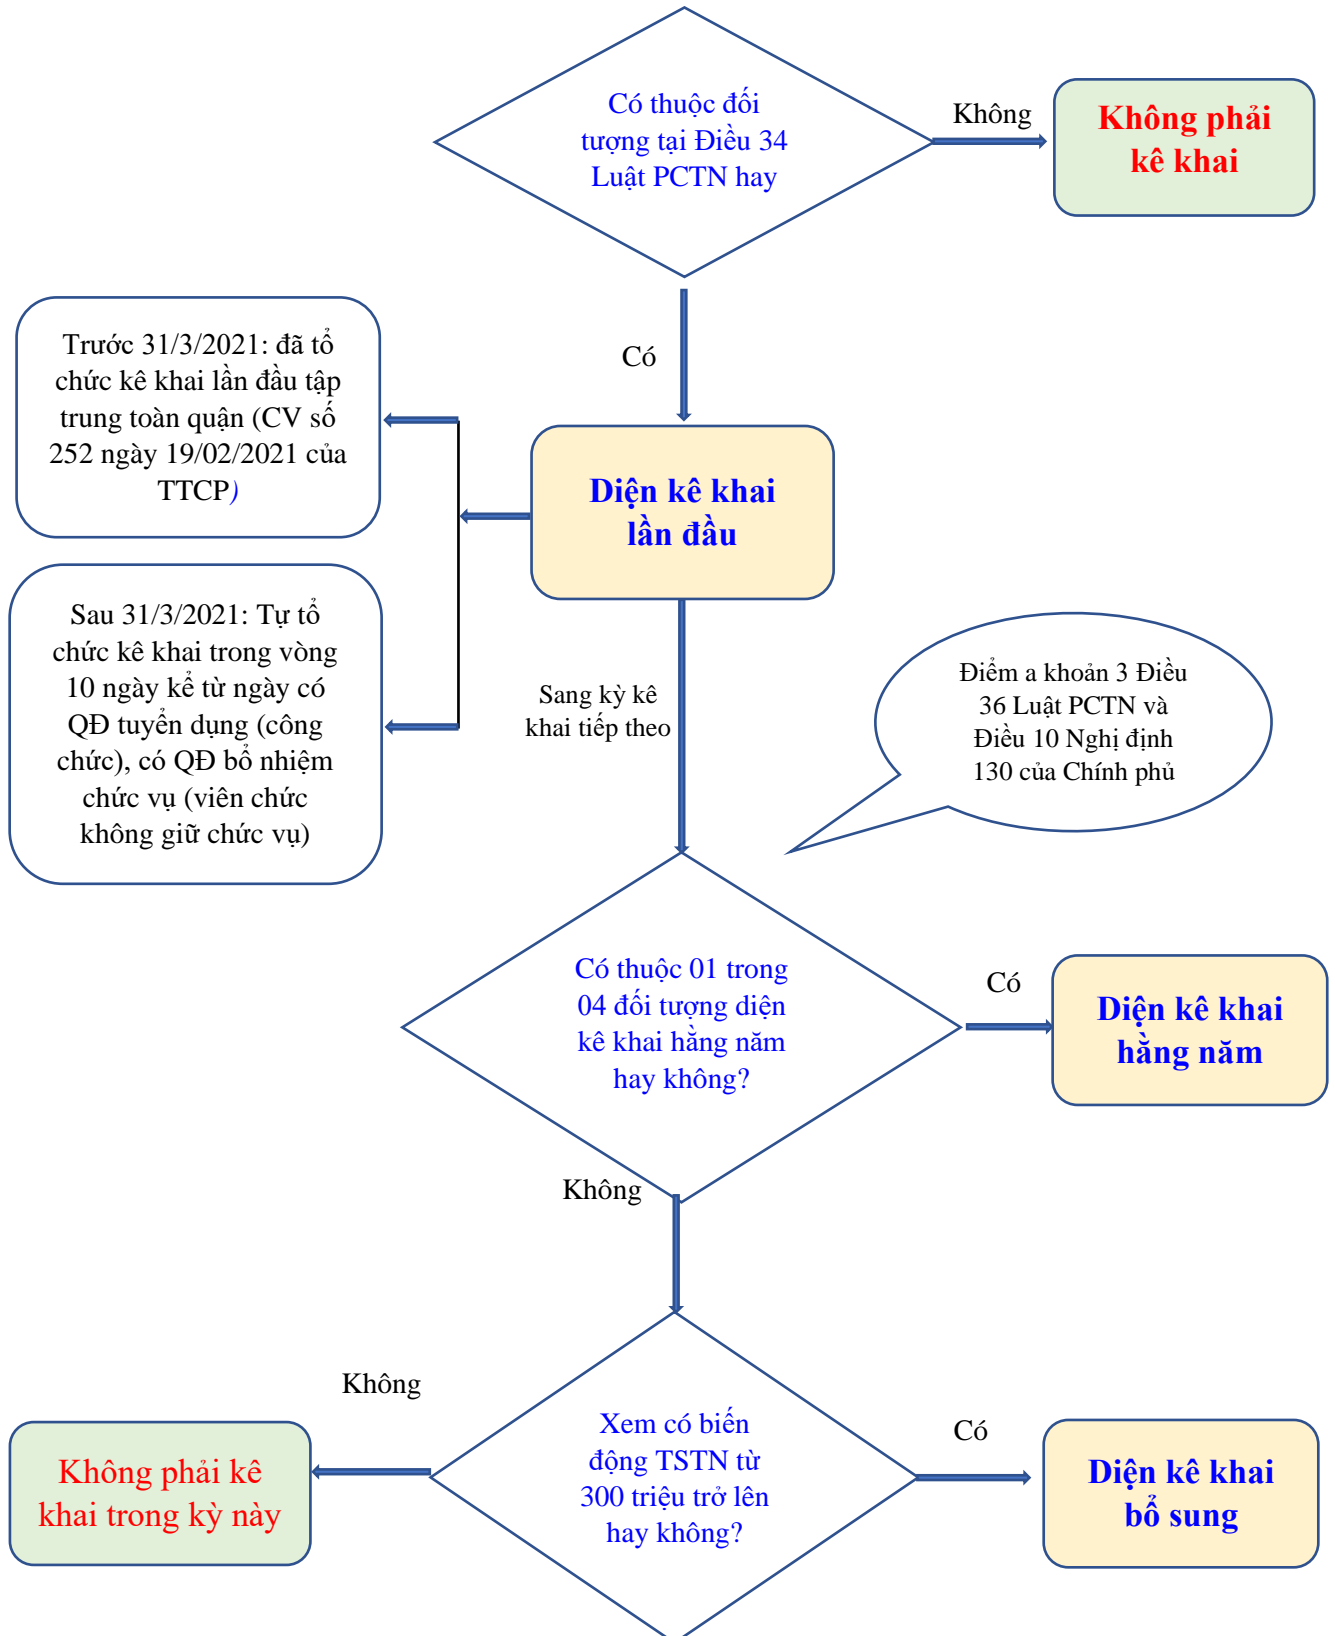 Có thuộc đối
tượng tại Điều 34
Luật PCTN hay
Không
Không phải
kê khai
Có
Trước 31/3/2021: đã tổ
chức kê khai lần đầu tập
trung toàn quận (CV số
252 ngày 19/02/2021 của
TTCP)
Diện kê khai
lần đầu
Sau 31/3/2021: Tự tổ
chức kê khai trong vòng
10 ngày kể từ ngày có
QĐ tuyển dụng (công
chức), có QĐ bổ nhiệm
chức vụ (viên chức
không giữ chức vụ)
Sang kỳ kê
khai tiếp theo
Điểm a khoản 3 Điều
36 Luật PCTN và
Điều 10 Nghị định
130 của Chính phủ
Có thuộc 01 trong
04 đối tượng diện
kê khai hằng năm
hay không?
Có
Diện kê khai
hằng năm
Không
Không
Xem có biến
động TSTN từ
300 triệu trở lên
hay không?
Có
Không phải kê
khai trong kỳ này
Diện kê khai
bổ sung